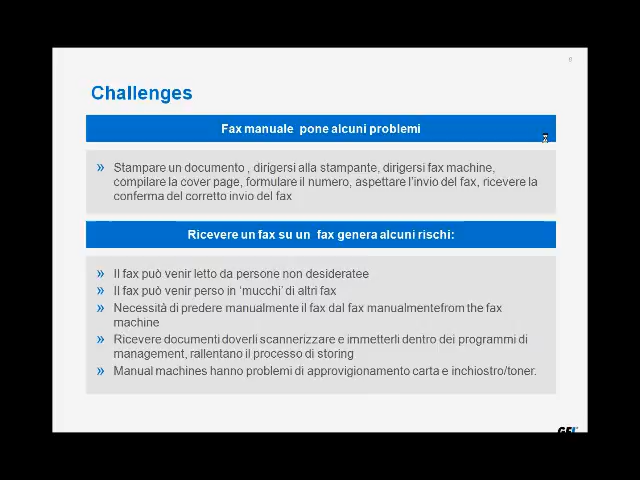 Challenges
Fax manuale pone alcuni problemi
» Stampare un documento , dirigersi alla stampante, dirigersi fax machine,
compilare la cover page, formulare il numero, aspettare l'invio del fax, ricevere la
conferma del corretto invio del fax
Ricevere un fax su un fax genera alcuni rischi:
» Il fax può venir letto da persone non desideratee
» Il fax può venir perso in 'mucchi' di altri fax
» Necessità di predere manualmente il fax dal fax manualmentefrom the fax
machine
» Ricevere documenti doverli scannerizzare e immetterli dentro dei programmi di
management, rallentano il processo di storing
» Manual machines hanno problemi di approvigionamento carta e inchiostro/toner.
GFI